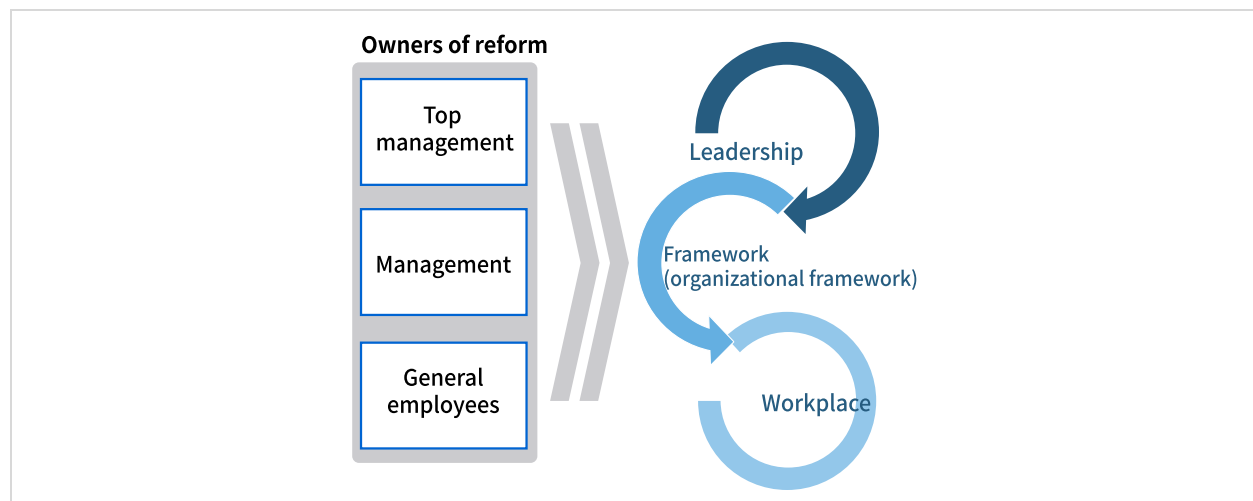 Owners of reform
Top
management
Management
General
employees
Leadership
Framework
(organizational framework)
Workplace